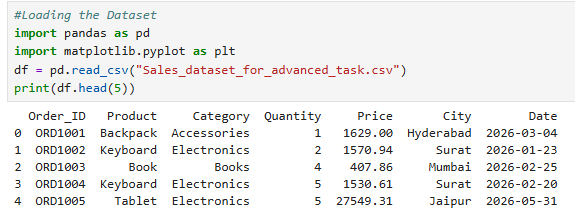 #Loading the Dataset
import pandas as pd
import matplotlib.pyplot as plt
df = pd.read_csv("Sales_dataset_for_advanced_task.csv")
print(df.head(5))
Order_ID Product Category Quantity Price City Date
0 ORD1001 Backpack Accessories 1 1629.00 Hyderabad 2026-03-04
1 ORD1002 Keyboard Electronics 2 1570.94 Surat 2026-01-23
2 ORD1003 Book Books 4 407.86 Mumbai 2026-02-25
3 ORD1004 Keyboard Electronics 5 1530.61 Surat 2026-02-20
4 ORD1005 Tablet Electronics 5 27549.31 Jaipur 2026-05-31